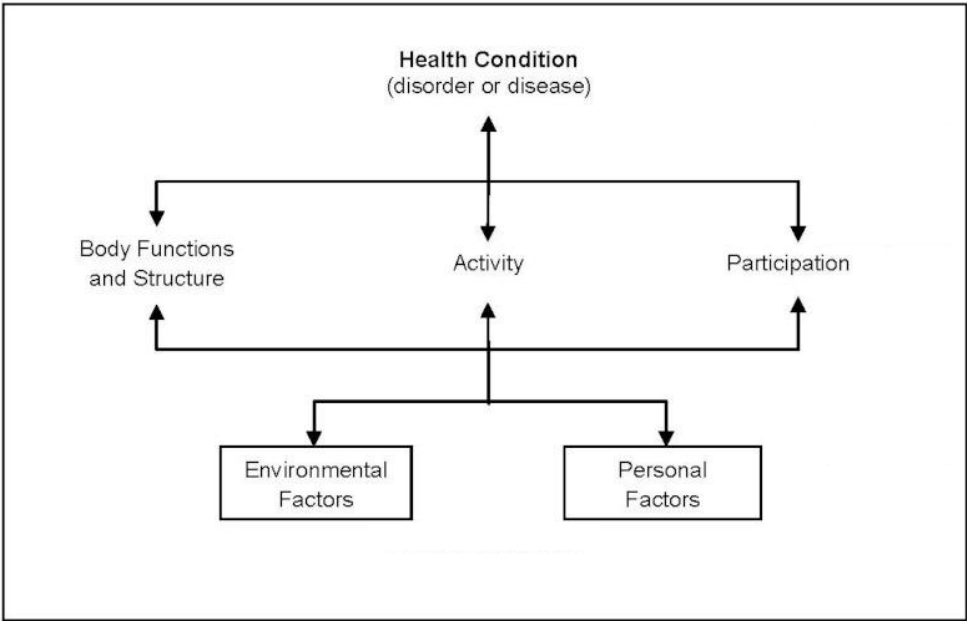 Health Condition
(disorder or disease)
Body Functions
and Structure
Activity
Participation
Environmental
Factors
Personal
Factors